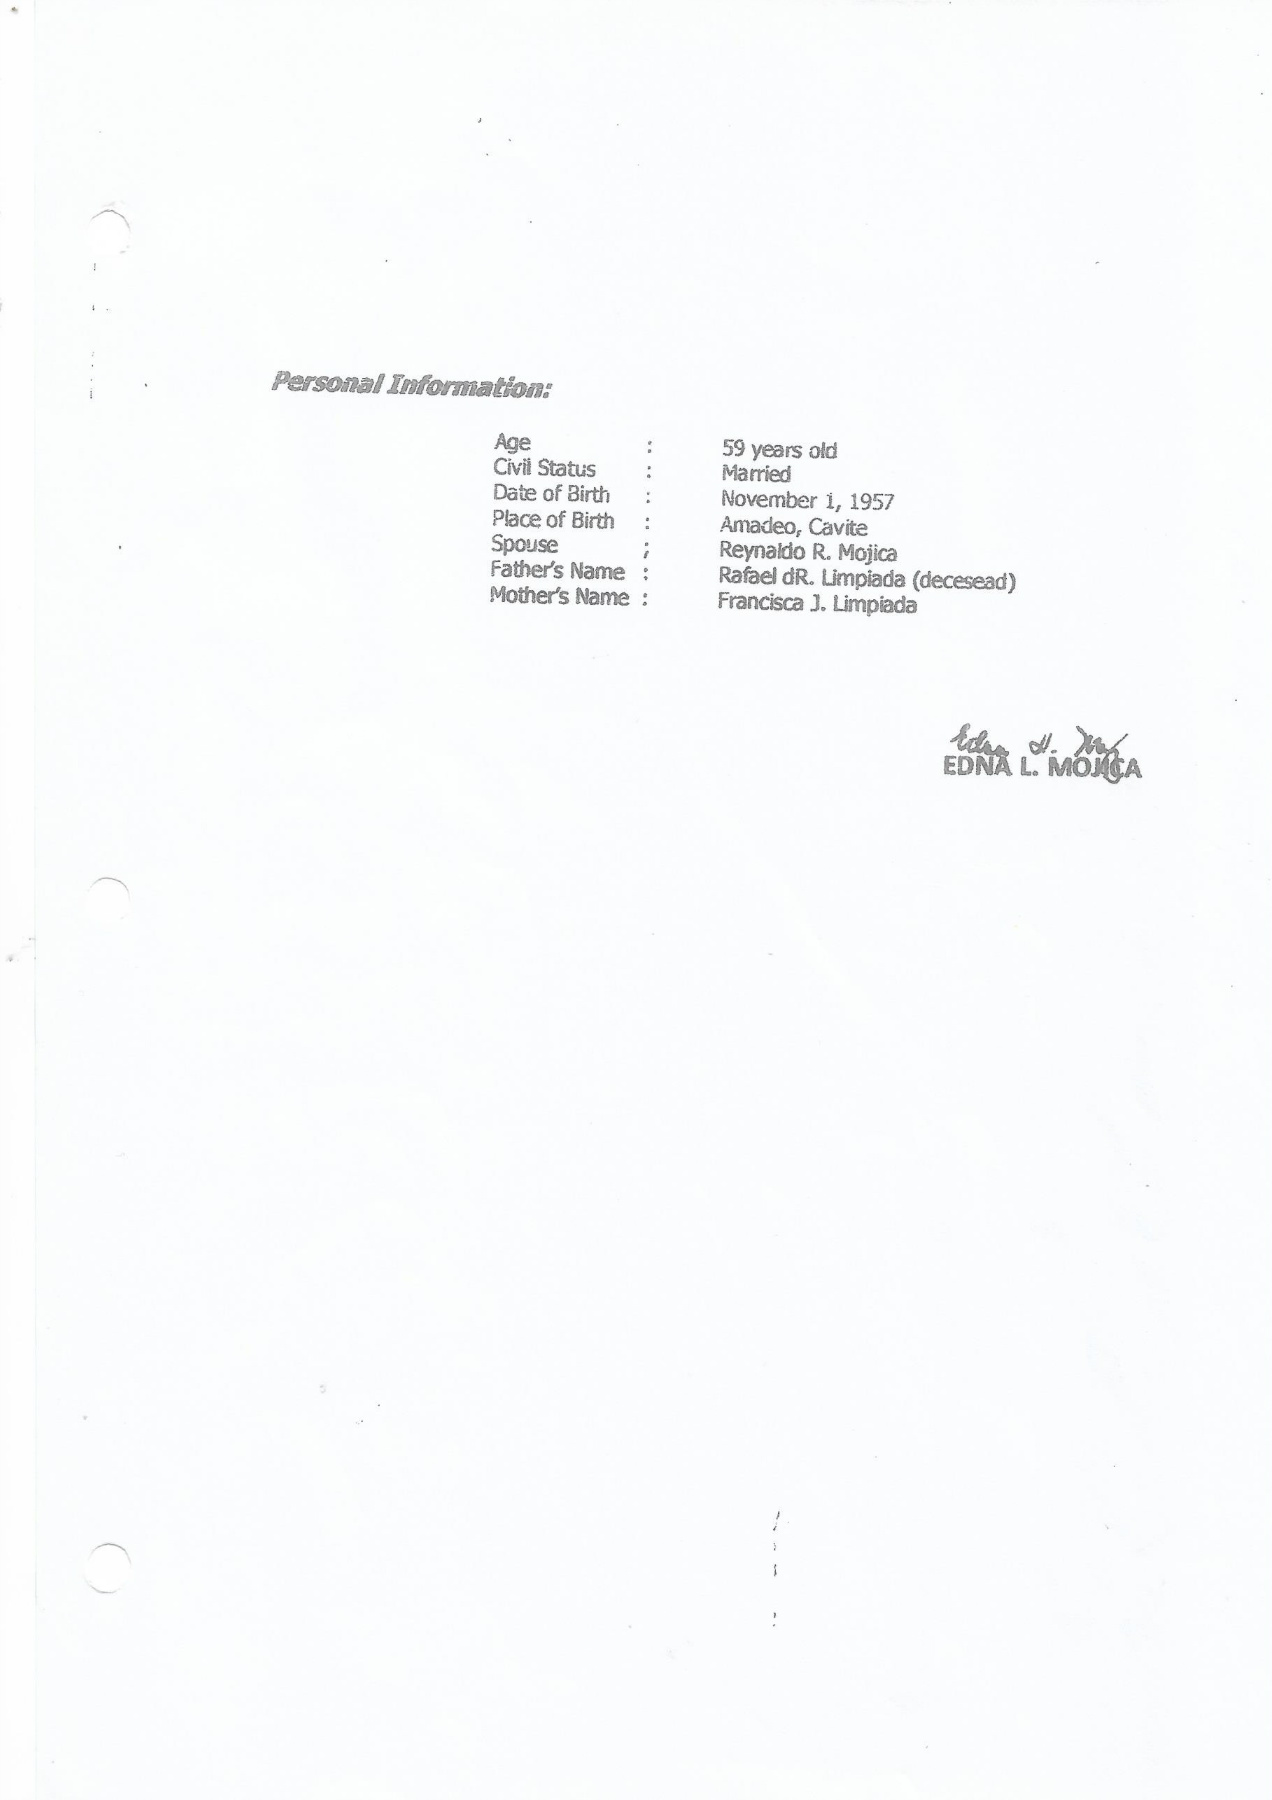 Personal Information:
Age : 59 years old
Civil Status : Married
Date of Birth : November 1, 1957
Place of Birth : Amadeo, Cavite
Spouse ; Reynaldo R. Mojica
Father's Name : Rafael dR. Limpiada (decesead)
Mother's Name : Francisca J. Limpiada
Edna L. Moj
EDNA L. MOJICA